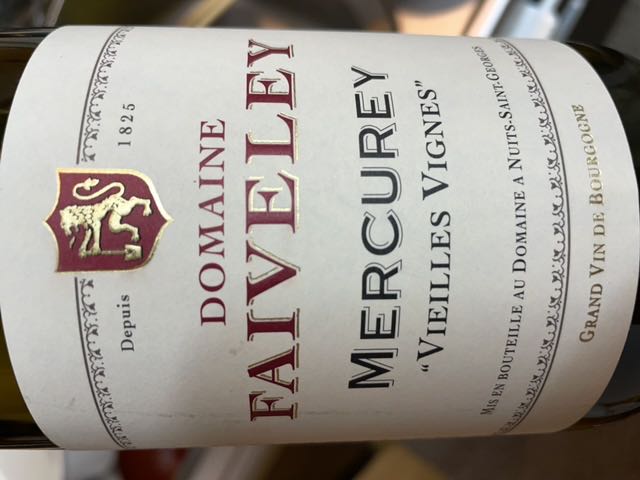 Depuis 1825
DOMAINE
FAIVELEY
MERCUREY
"VIEILLES VIGNES"
MIS EN BOUTEILLE AU DOMAINE A NUITS-SAINT-GEORGES
GRAND VIN DE BOURGOGNE